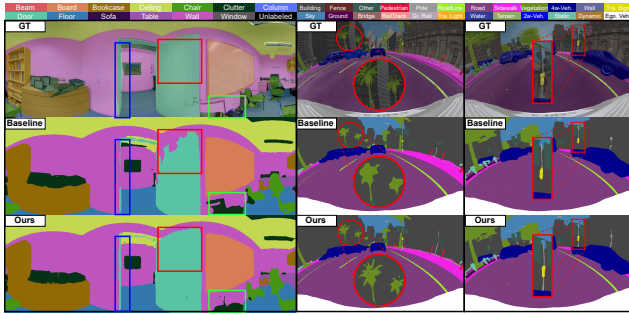 Beam Board Bookcase Ceiling Chair Clutter Column Building Fence Other Pedestrian Pole RoadLine Road Sidewalk Vegetation 4w-Veh. Wall Tra. Sign
Door Floor Sofa Table Wall Window Unlabeled Sky Ground Bridge RailTrack Gr. Rail Tra. Light Water Terrain 2w-Veh. Static Dynamic Ego. Veh.
GT GT GT
Baseline Baseline Baseline
Ours Ours Ours